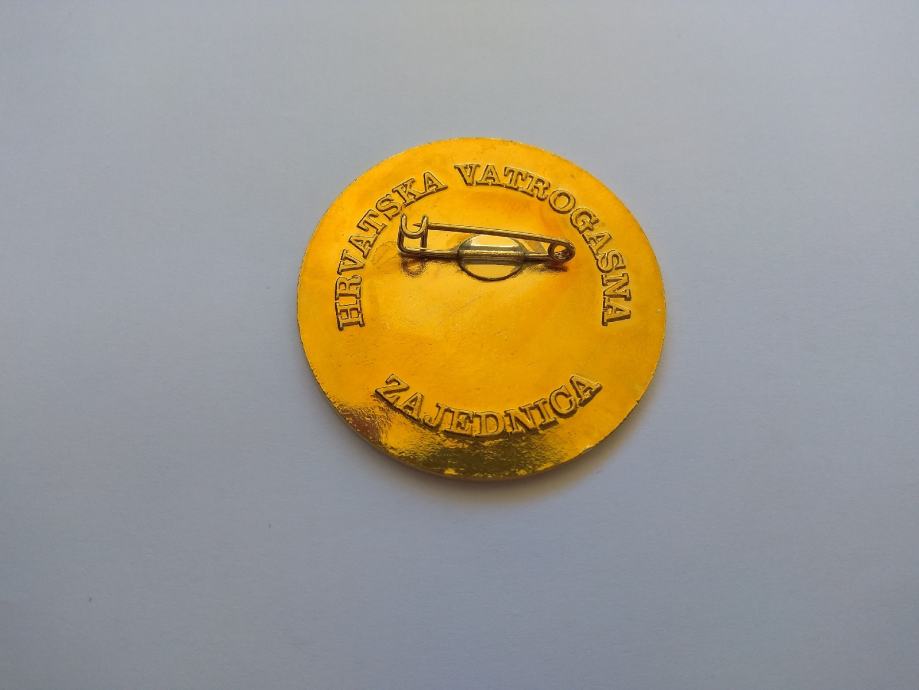 HRVATSKA VATROGASNA
ZAJEDNICA